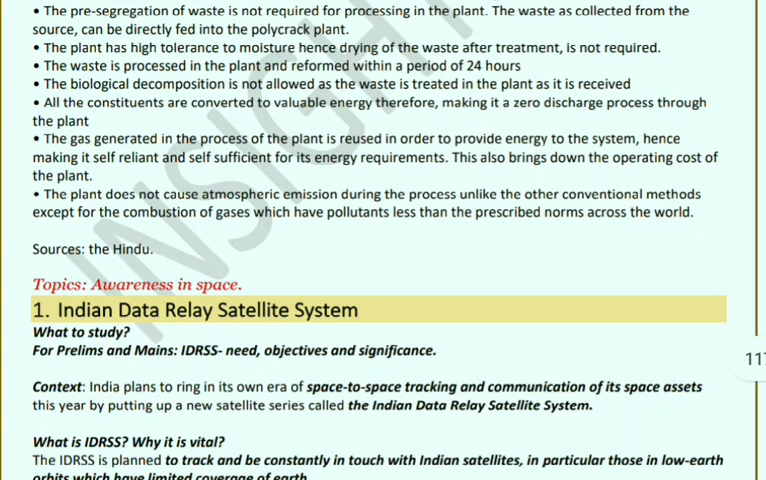 • The pre-segregation of waste is not required for processing in the plant. The waste as collected from the
source, can be directly fed into the polycrack plant.
• The plant has high tolerance to moisture hence drying of the waste after treatment, is not required.
• The waste is processed in the plant and reformed within a period of 24 hours
• The biological decomposition is not allowed as the waste is treated in the plant as it is received
• All the constituents are converted to valuable energy therefore, making it a zero discharge process through
the plant
• The gas generated in the process of the plant is reused in order to provide energy to the system, hence
making it self reliant and self sufficient for its energy requirements. This also brings down the operating cost of
the plant.
• The plant does not cause atmospheric emission during the process unlike the other conventional methods
except for the combustion of gases which have pollutants less than the prescribed norms across the world.
Sources: the Hindu.
Topics: Awareness in space.
1. Indian Data Relay Satellite System
What to study?
For Prelims and Mains: IDRSS- need, objectives and significance.
Context: India plans to ring in its own era of space-to-space tracking and communication of its space assets
this year by putting up a new satellite series called the Indian Data Relay Satellite System.
What is IDRSS? Why it is vital?
The IDRSS is planned to track and be constantly in touch with Indian satellites, in particular those in low-earth
orbits which have limited coverage of earth.
INSIGHT